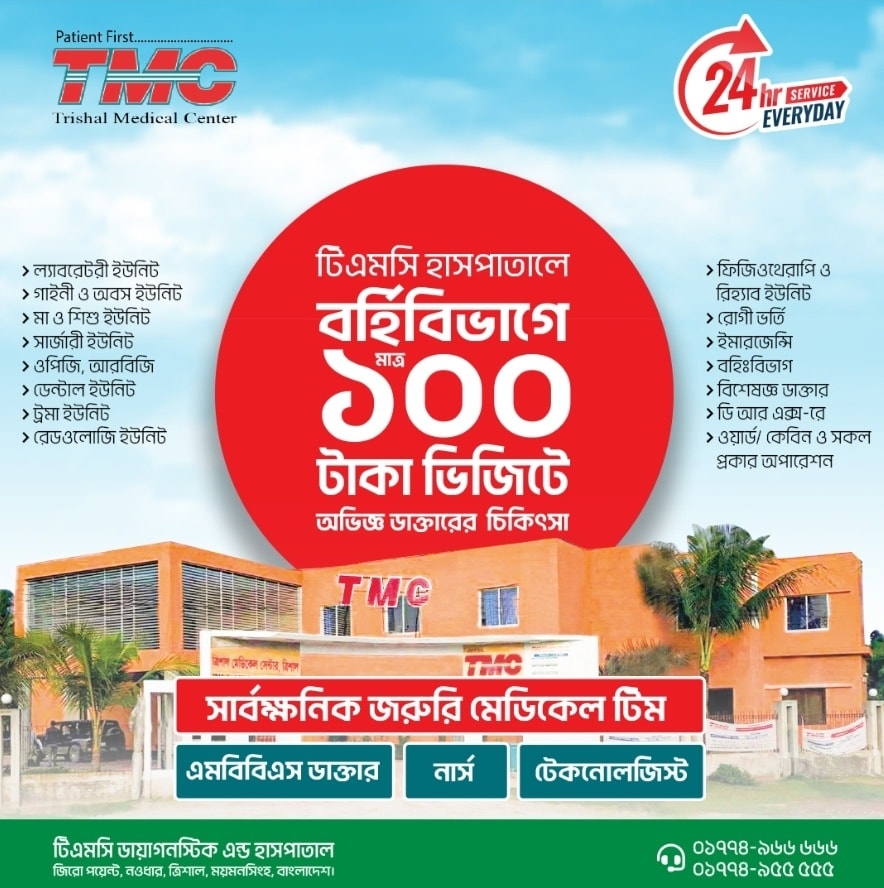 Patient First..............................
TMC
Trishal Medical Center
24hr SERVICE
EVERYDAY
টিএমসি হাসপাতালে
বর্হিবিভাগে
মাত্র
১০০
টাকা ভিজিটে
অভিজ্ঞ ডাক্তারের চিকিৎসা
> ল্যাবরেটরী ইউনিট
> গাইনী ও অবস ইউনিট
> মা ও শিশু ইউনিট
> সার্জারী ইউনিট
> ওপিজি, আরবিজি
> ডেন্টাল ইউনিট
> ট্রমা ইউনিট
> রেডওলোজি ইউনিট
> ফিজিওথেরাপি ও
রিহ্যাব ইউনিট
> রোগী ভর্তি
> ইমারজেন্সি
> বহিঃবিভাগ
> বিশেষজ্ঞ ডাক্তার
> ডি আর এক্স-রে
> ওয়ার্ড/ কেবিন ও সকল
প্রকার অপারেশন
TMC
ত্রিশাল মেডিকেল সেন্টার, ত্রিশাল
TMC
সার্বক্ষনিক জরুরি মেডিকেল টিম
এমবিবিএস ডাক্তার
নার্স
টেকনোলজিস্ট
টিএমসি ডায়াগনস্টিক এন্ড হাসপাতাল
জিরো পয়েন্ট, নওধার, ত্রিশাল, ময়মনসিংহ, বাংলাদেশ।
০১৭৭৪-৯৬৬ ৬৬৬
০১৭৭৪-৯৫৫ ৫৫৫